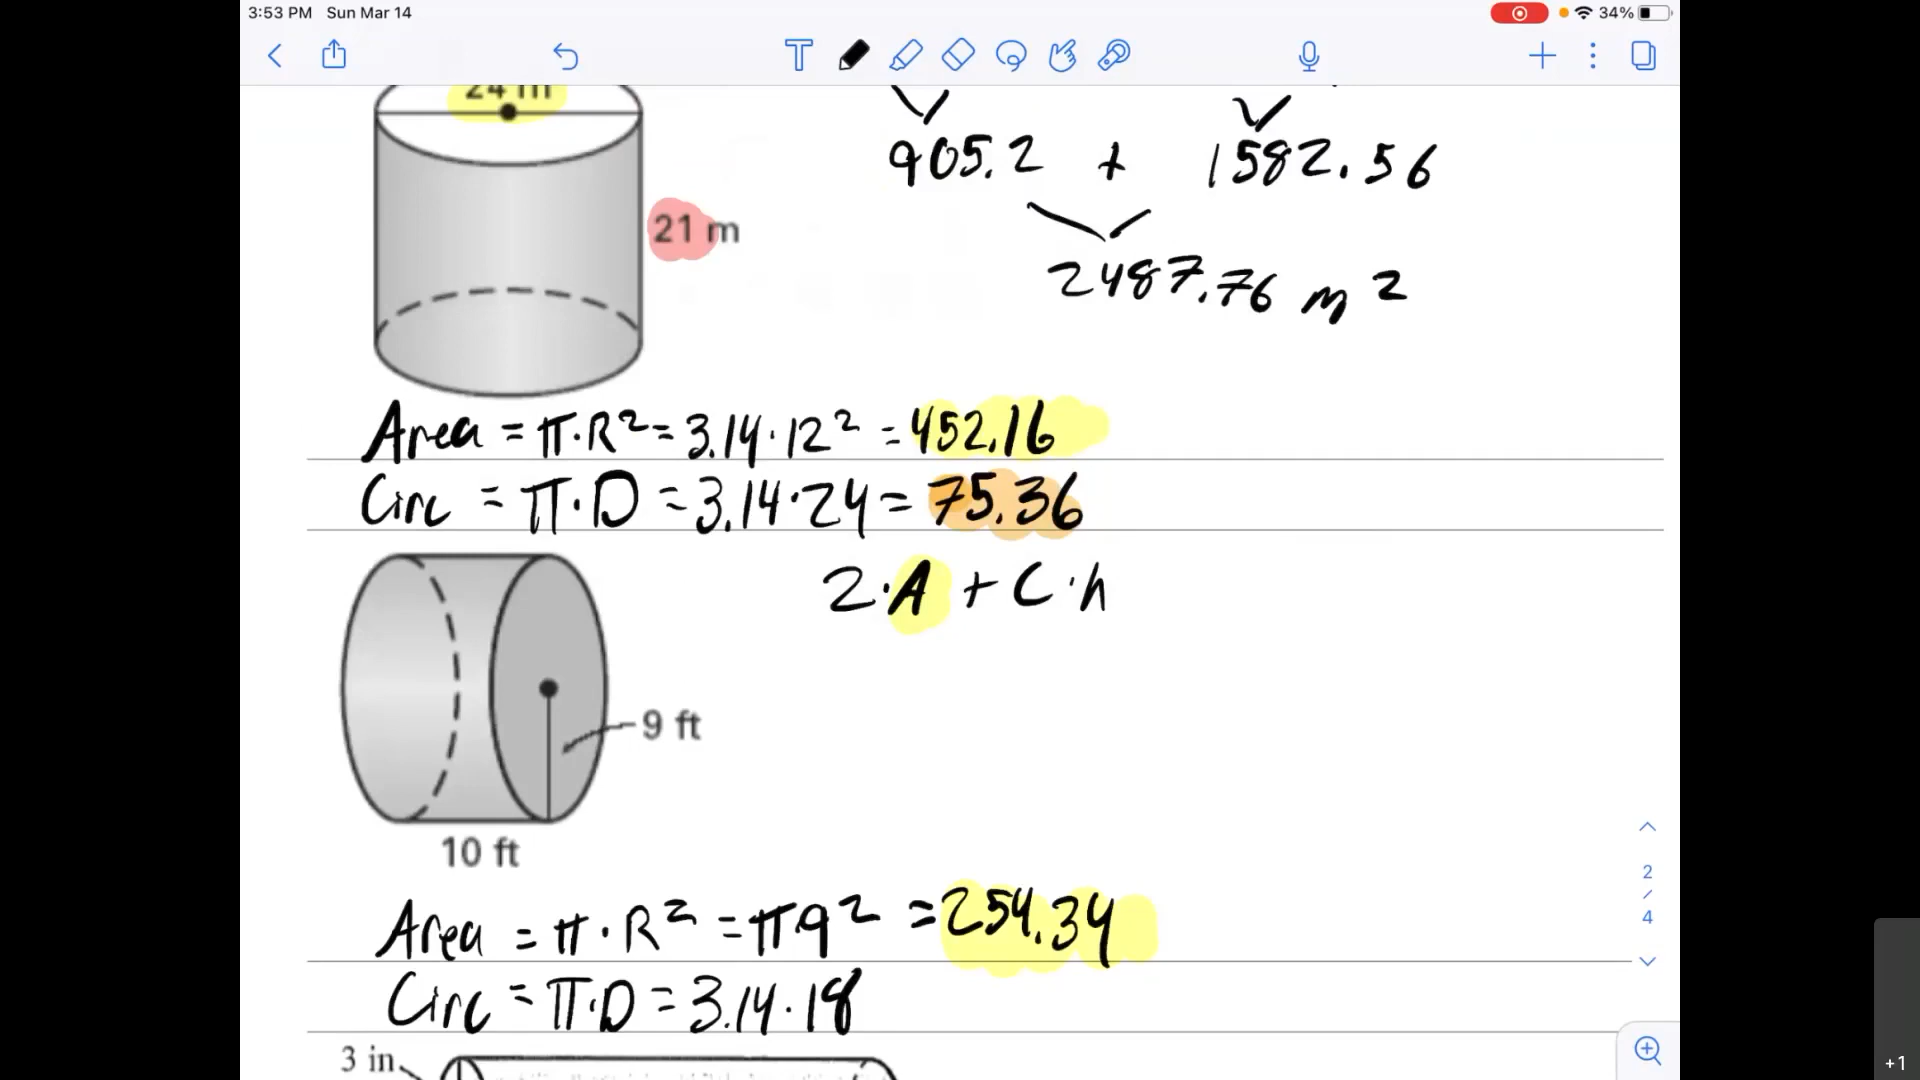 3:53 PM Sun Mar 14
34%
24 m
905.2 + 1582.56
21 m
2487.76 m²
Area = π·R² = 3.14·12² = 452.16
Circ = π·D = 3.14·24 = 75.36
2·A + C·h
9 ft
10 ft
2
/
4
Area = π·R² = π9² = 254.34
Circ = π·D = 3.14·18
3 in
+1